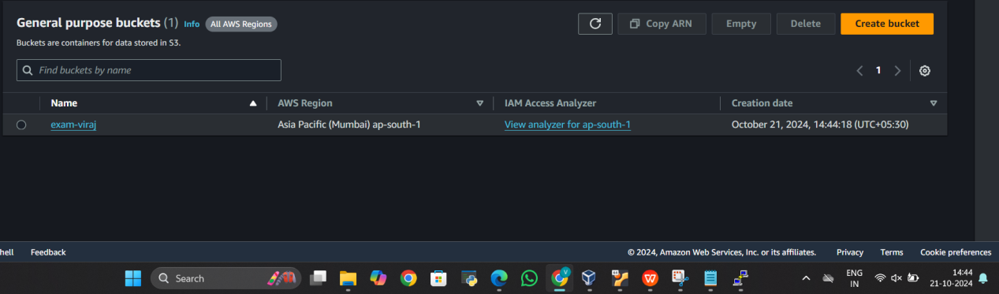 General purpose buckets (1) Info All AWS Regions
Copy ARN Empty Delete Create bucket
Buckets are containers for data stored in S3.
Find buckets by name
1
Name AWS Region IAM Access Analyzer Creation date
exam-viraj Asia Pacific (Mumbai) ap-south-1 View analyzer for ap-south-1 October 21, 2024, 14:44:18 (UTC+05:30)
hell Feedback © 2024, Amazon Web Services, Inc. or its affiliates. Privacy Terms Cookie preferences
Search
ENG
IN
14:44
21-10-2024